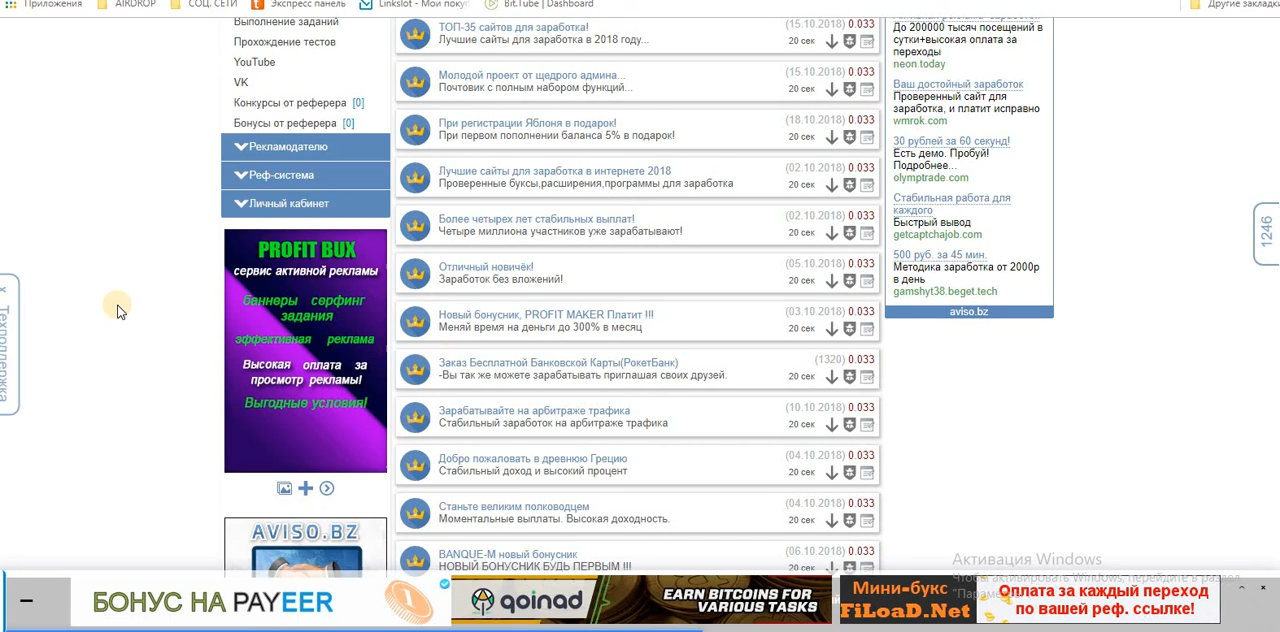 Приложения
AIRDROP
СОЦ. СЕТИ
Экспресс панель
Linkslot - Мои поку
Bit.Tube | Dashboard
Другие закладки
Выполнение заданий
Прохождение тестов
YouTube
VK
Конкурсы от реферера [0]
Бонусы от реферера [0]
Рекламодателю
Реф-система
Личный кабинет
PROFIT BUX
сервис активной рекламы
баннеры серфинг
задания
эффективная реклама
Высокая оплата за
просмотр рекламы!
Выгодные условия!
AVISO.BZ
ТОП-35 сайтов для заработка!
Лучшие сайты для заработка в 2018 году...
(15.10.2018) 0.033
20 сек
Молодой проект от щедрого админа...
Почтовик с полным набором функций...
(15.10.2018) 0.033
20 сек
При регистрации Яблоня в подарок!
При первом пополнении баланса 5% в подарок!
(18.10.2018) 0.033
20 сек
Лучшие сайты для заработка в интернете 2018
Проверенные буксы,расширения,программы для заработка
(02.10.2018) 0.033
20 сек
Более четырех лет стабильных выплат!
Четыре миллиона участников уже зарабатывают!
(02.10.2018) 0.033
20 сек
Отличный новичёк!
Заработок без вложений!
(05.10.2018) 0.033
20 сек
Новый бонусник, PROFIT MAKER Платит !!!
Меняй время на деньги до 300% в месяц
(03.10.2018) 0.033
20 сек
Заказ Бесплатной Банковской Карты(РокетБанк)
-Вы так же можете зарабатывать приглашая своих друзей.
(1320) 0.033
20 сек
Зарабатывайте на арбитраже трафика
Стабильный заработок на арбитраже трафика
(10.10.2018) 0.033
20 сек
Добро пожаловать в древнюю Грецию
Стабильный доход и высокий процент
(04.10.2018) 0.033
20 сек
Станьте великим полководцем
Моментальные выплаты. Высокая доходность.
(04.10.2018) 0.033
20 сек
BANQUE-M новый бонусник
НОВЫЙ БОНУСНИК БУДЬ ПЕРВЫМ !!!
(06.10.2018) 0.033
20 сек
До 200000 тысяч посещений в
сутки+высокая оплата за
переходы
neon.today
Ваш достойный заработок
Проверенный сайт для
заработка, и платит исправно
wmrok.com
30 рублей за 60 секунд!
Есть демо. Пробуй!
Подробнее...
olymptrade.com
Стабильная работа для
каждого
Быстрый вывод
getcaptchajob.com
500 руб. за 45 мин.
Методика заработка от 2000р
в день
gamshyt38.beget.tech
aviso.bz
1246
x Техподдержка
Активация Windows
Чтобы активировать Windows, перейдите в раздел
БОНУС НА PAYEER
qoinad
EARN BITCOINS FOR
VARIOUS TASKS
Мини-букс
FiLoaD.Net
Оплата за каждый переход
по вашей реф. ссылке!